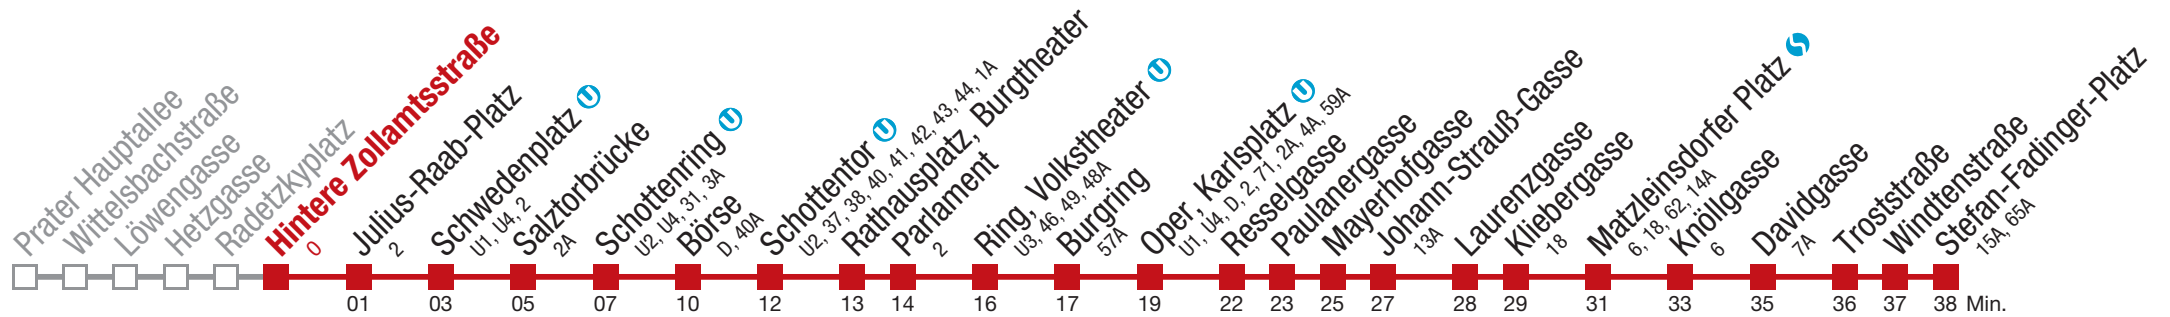 Prater Hauptallee
Wittelsbachstraße
Löwengasse
Hetzgasse
Radetzkyplatz
Hintere Zollamtsstraße
0
Julius-Raab-Platz
2
Schwedenplatz U
U1, U4, 2
Salztorbrücke
2A
Schottenring U
U2, U4, 31, 3A
Börse
D, 40A
Schottentor U
U2, 37, 38, 40, 41, 42, 43, 44, 1A
Rathausplatz, Burgtheater
Parlament
2
Ring, Volkstheater U
U3, 46, 49, 48A
Burgring
57A
Oper, Karlsplatz U
U1, U4, D, 2, 71, 2A, 4A, 59A
Resselgasse
Paulanergasse
Mayerhofgasse
Johann-Strauß-Gasse
13A
Laurenzgasse
Kliebergasse
18
Matzleinsdorfer Platz S
6, 18, 62, 14A
Knöllgasse
6
Davidgasse
7A
Troststraße
Windtenstraße
Stefan-Fadinger-Platz
15A, 65A
01 03 05 07 10 12 13 14 16 17 19 22 23 25 27 28 29 31 33 35 36 37 38 Min.